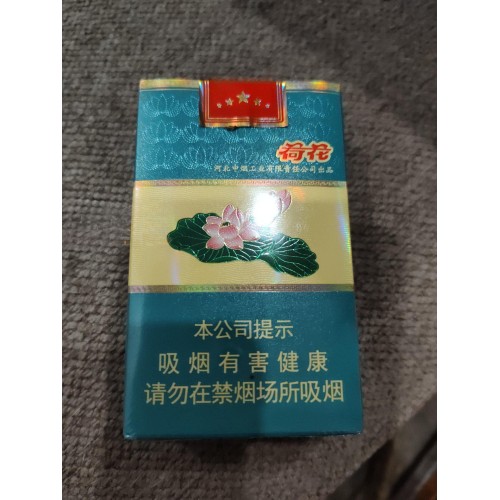 荷花
河北中烟工业有限责任公司出品
本公司提示
吸烟有害健康
请勿在禁烟场所吸烟